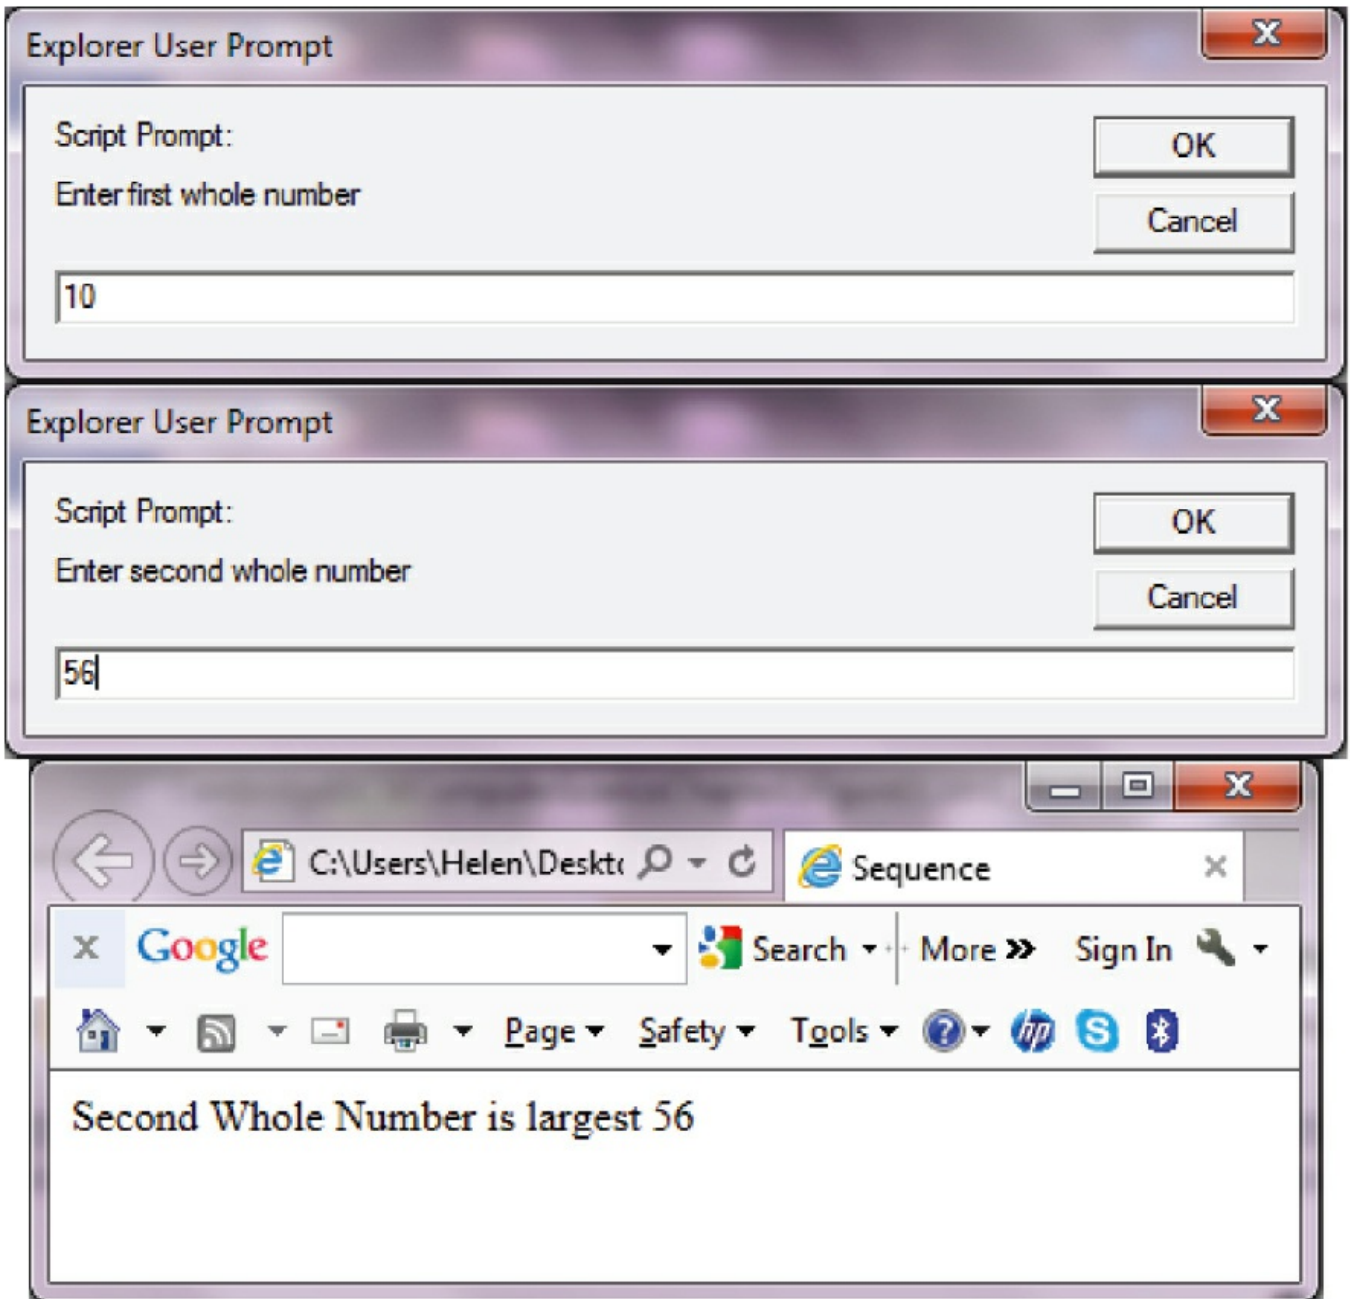 Explorer User Prompt
Script Prompt:
OK
Enter first whole number
Cancel
10
Explorer User Prompt
Script Prompt:
OK
Enter second whole number
Cancel
56
C:\Users\Helen\Deskt
Sequence
Google
Search
More
Sign In
Page
Safety
Tools
hp
Second Whole Number is largest 56